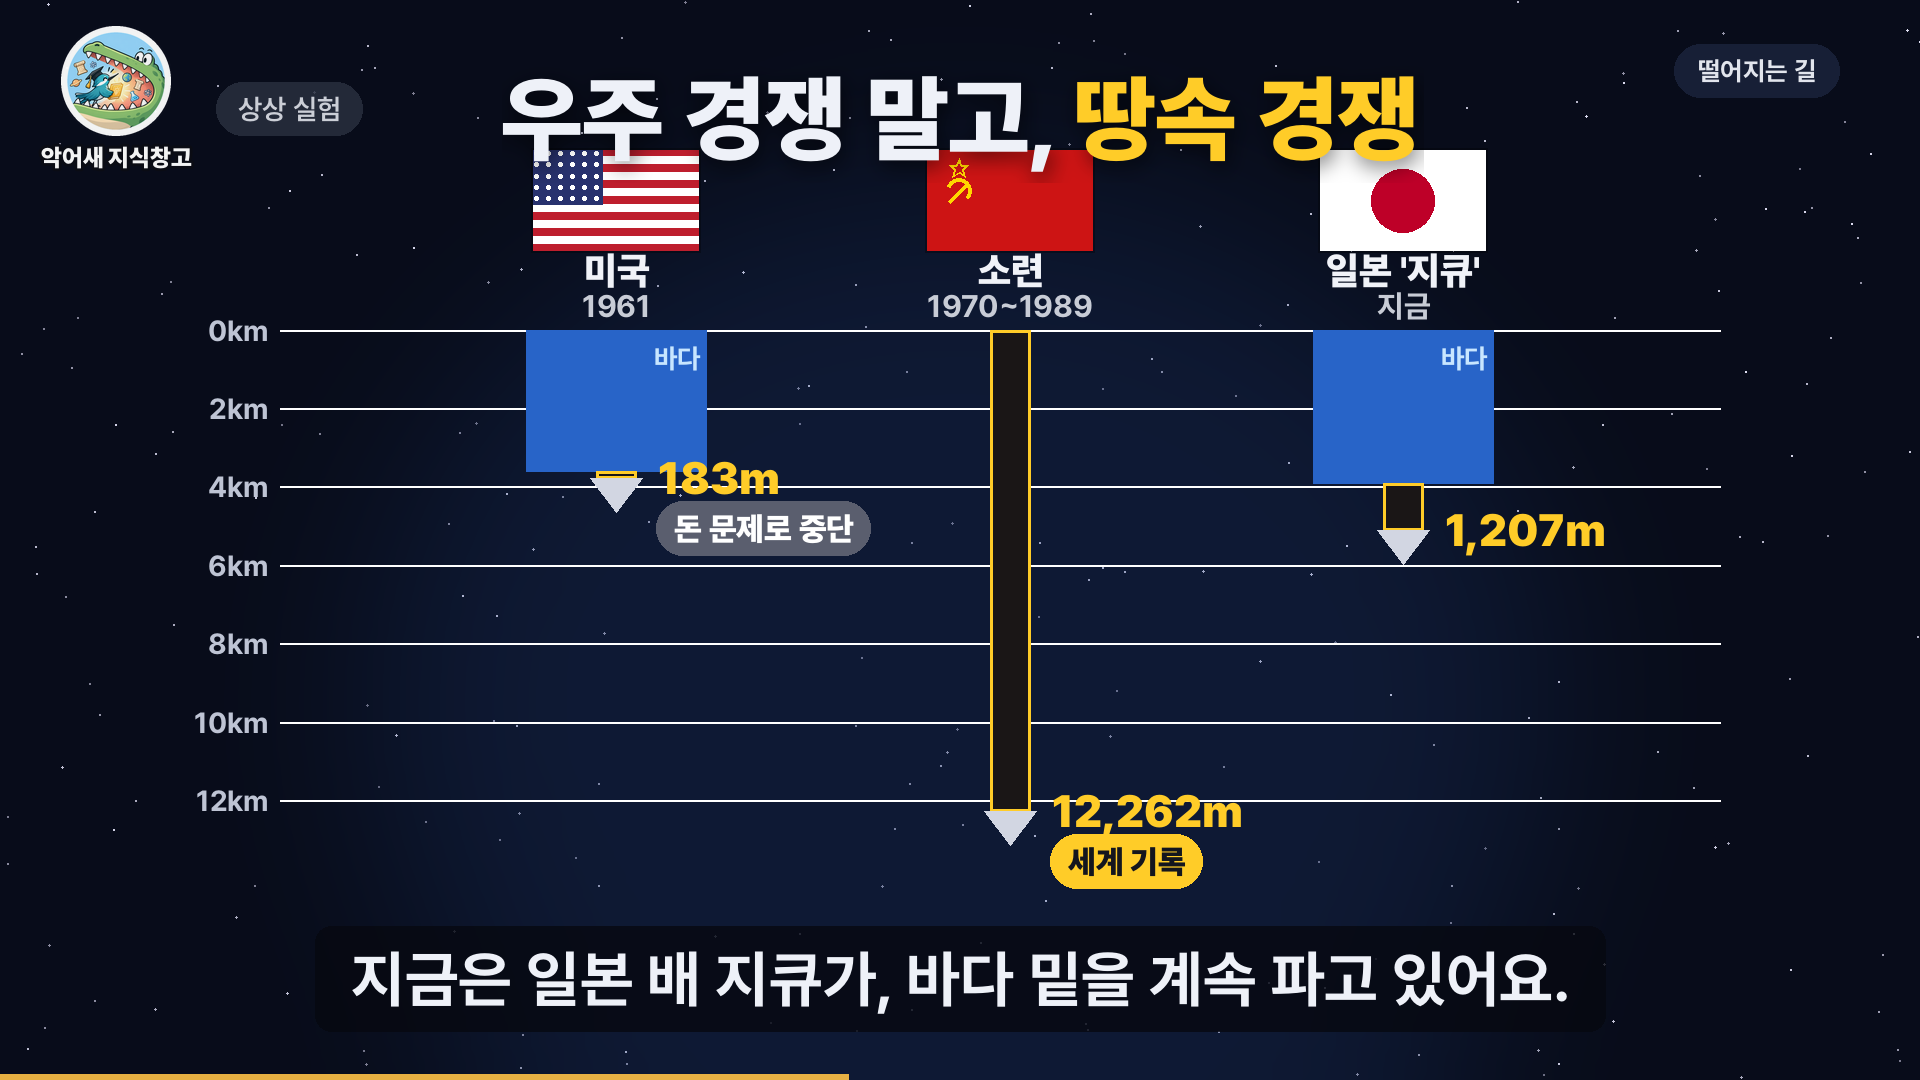 악어새 지식창고
상상 실험
우주 경쟁 말고, 땅속 경쟁
떨어지는 길
미국
1961
소련
1970~1989
일본 '지큐'
지금
0km
2km
4km
6km
8km
10km
12km
바다
183m
돈 문제로 중단
12,262m
세계 기록
바다
1,207m
지금은 일본 배 지큐가, 바다 밑을 계속 파고 있어요.